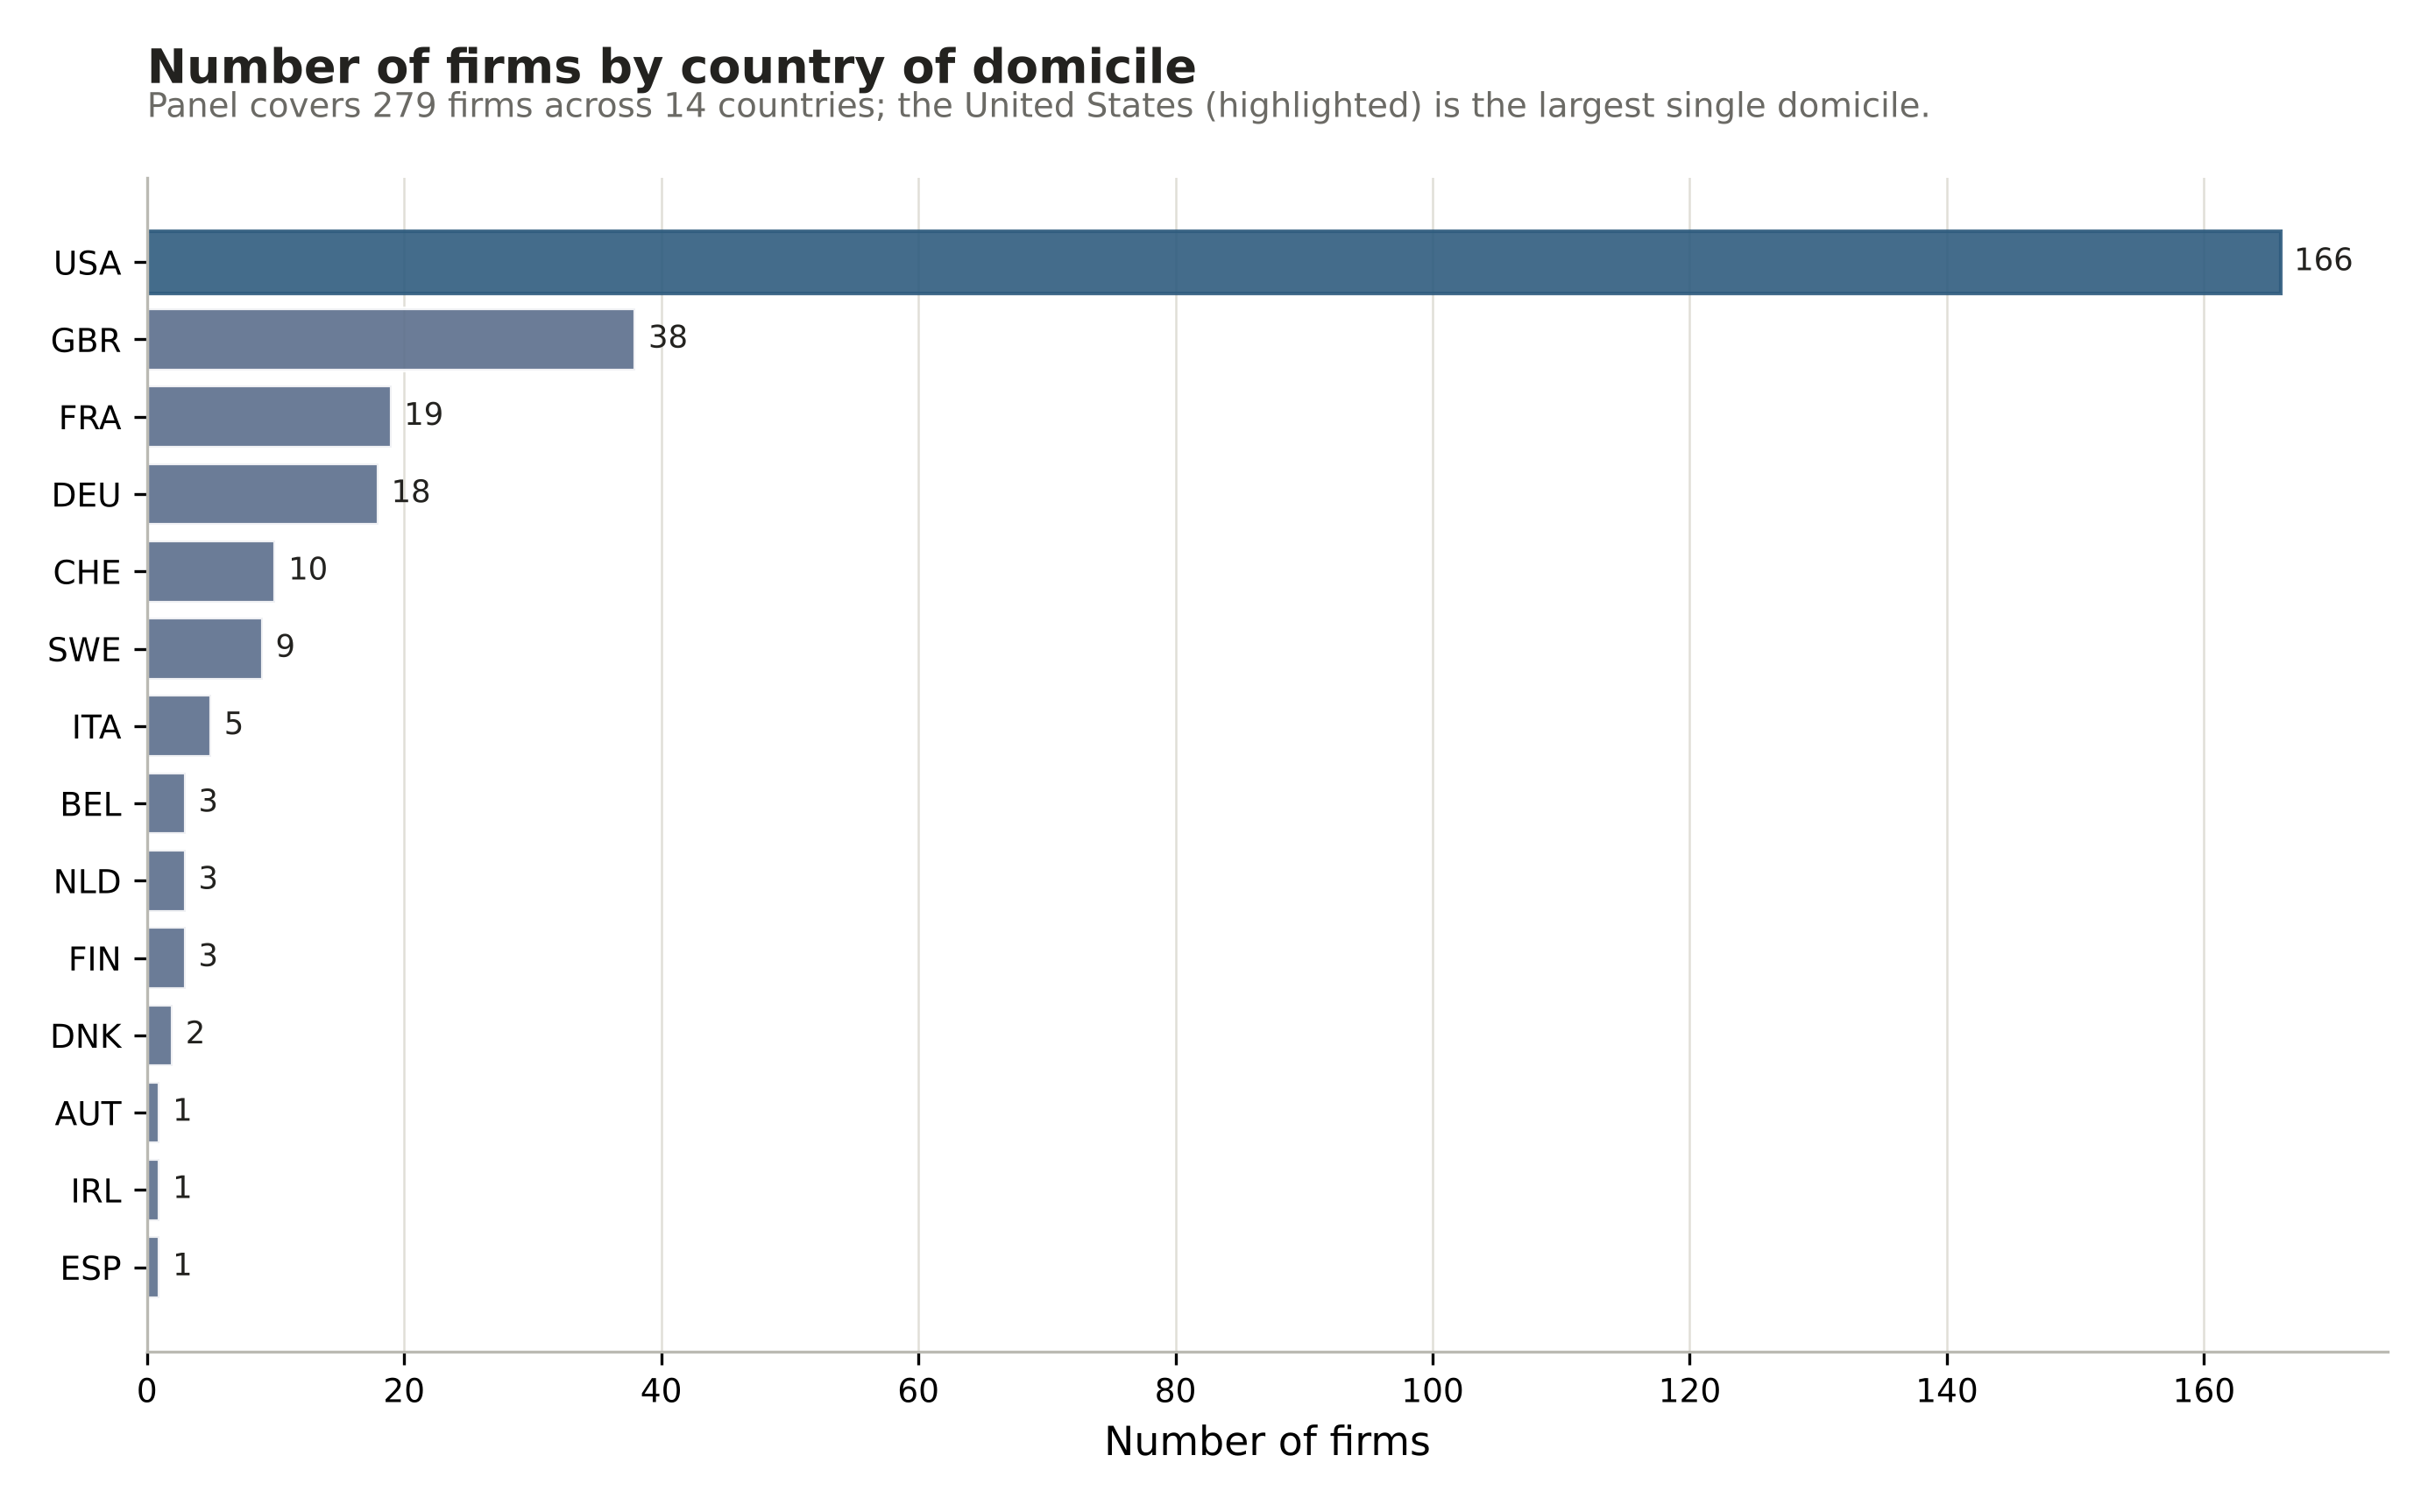 Number of firms by country of domicile
Panel covers 279 firms across 14 countries; the United States (highlighted) is the largest single domicile.
USA 166
GBR 38
FRA 19
DEU 18
CHE 10
SWE 9
ITA 5
BEL 3
NLD 3
FIN 3
DNK 2
AUT 1
IRL 1
ESP 1
0 20 40 60 80 100 120 140 160
Number of firms